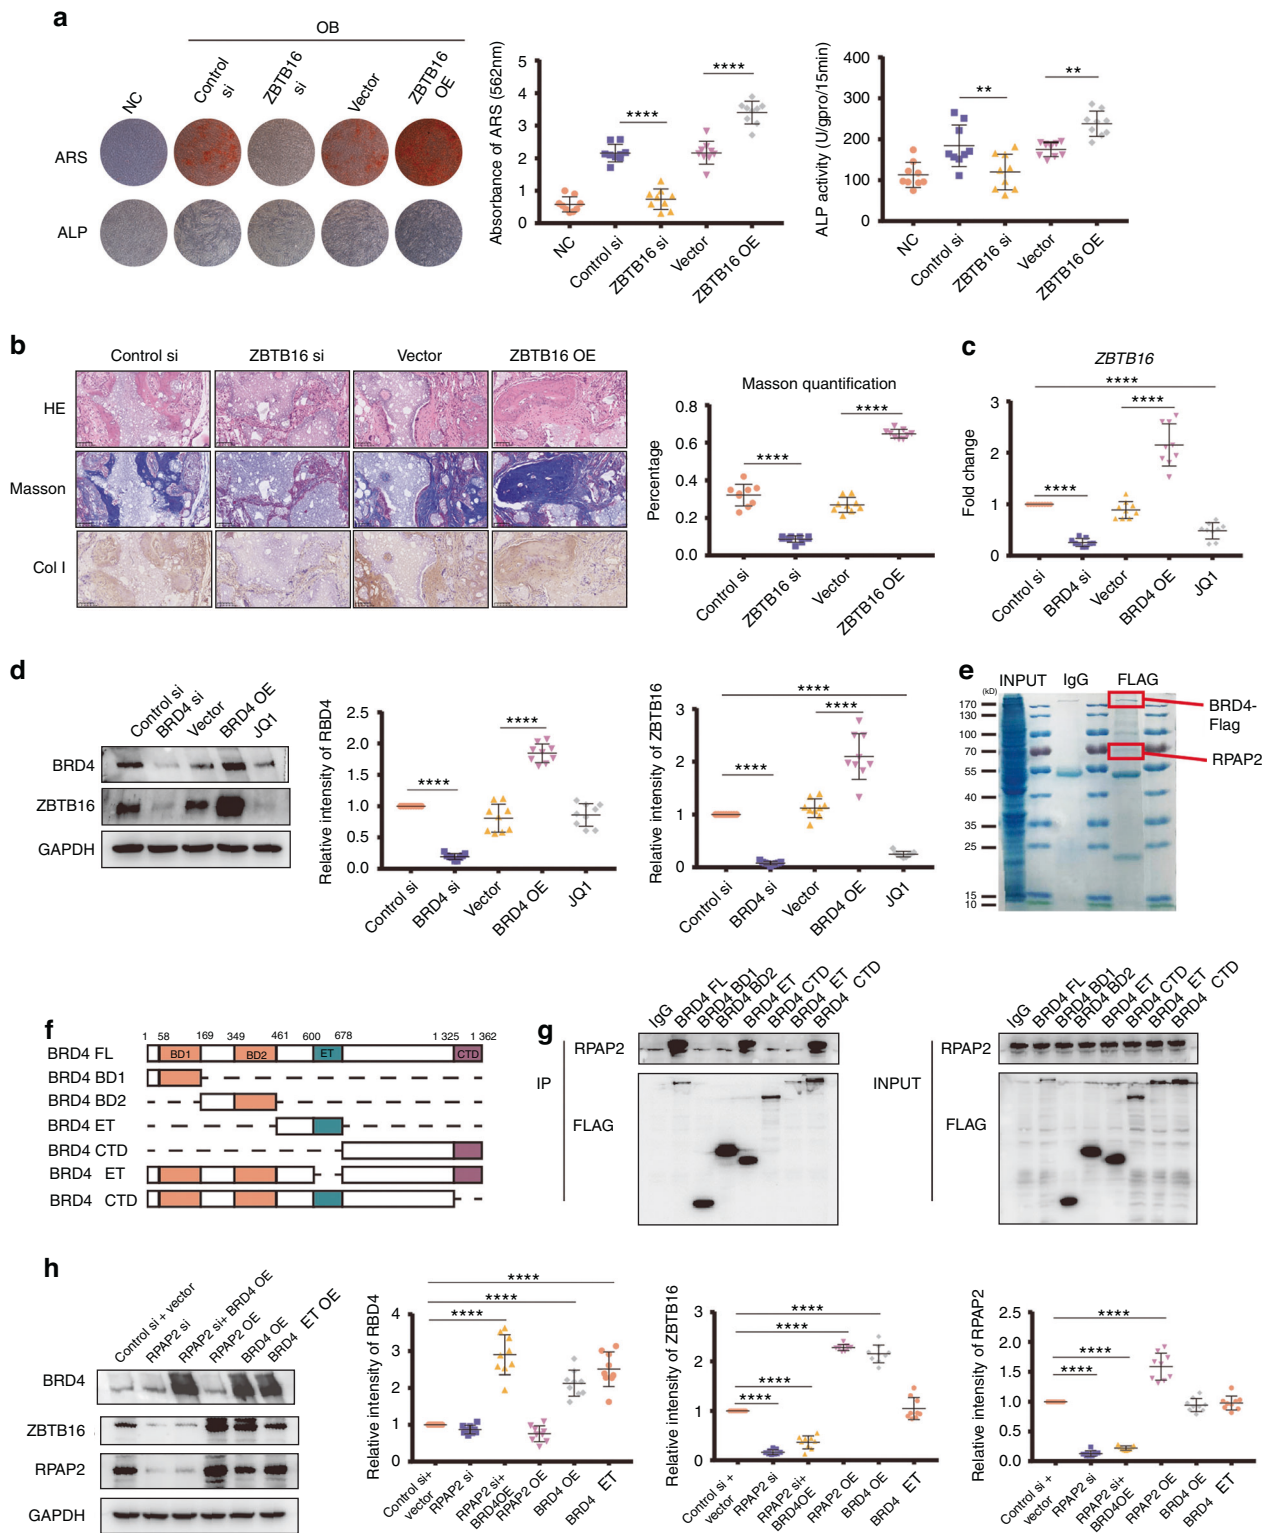 a
OB
NC
Control si
ZBTB16 si
Vector
ZBTB16 OE
ARS
ALP
Absorbance of ARS (562nm)
5
4
3
2
1
0
****
****
NC
Control si
ZBTB16 si
Vector
ZBTB16 OE
ALP activity (U/gpro/15min)
400
300
200
100
0
**
**
NC
Control si
ZBTB16 si
Vector
ZBTB16 OE
b
Control si
ZBTB16 si
Vector
ZBTB16 OE
HE
Masson
Col I
Masson quantification
Percentage
0.8
0.6
0.4
0.2
0.0
****
****
Control si
ZBTB16 si
Vector
ZBTB16 OE
c
ZBTB16
Fold change
3
2
1
0
****
****
****
Control si
BRD4 si
Vector
BRD4 OE
JQ1
d
Control si
BRD4 si
Vector
BRD4 OE
JQ1
BRD4
ZBTB16
GAPDH
Relative intensity of RBD4
2.5
2.0
1.5
1.0
0.5
0.0
****
****
Control si
BRD4 si
Vector
BRD4 OE
JQ1
Relative intensity of ZBTB16
3
2
1
0
****
****
****
Control si
BRD4 si
Vector
BRD4 OE
JQ1
e
INPUT IgG FLAG
(kD)
170
130
100
70
55
40
35
25
15
10
BRD4-
Flag
RPAP2
f
1 58 169 349 461 600 678 1 325 1 362
BRD4 FL
BD1 BD2 ET CTD
BRD4 BD1
BRD4 BD2
BRD4 ET
BRD4 CTD
BRD4 ET
BRD4 CTD
g
IgG
BRD4 FL
BRD4 BD1
BRD4 BD2
BRD4 ET
BRD4 CTD
BRD4 ET
BRD4 CTD
RPAP2
IP
FLAG
IgG
BRD4 FL
BRD4 BD1
BRD4 BD2
BRD4 ET
BRD4 CTD
BRD4 ET
BRD4 CTD
RPAP2
INPUT
FLAG
h
Control si + vector
RPAP2 si
RPAP2 si+ BRD4 OE
RPAP2 OE
BRD4 OE
BRD4 ET OE
BRD4
ZBTB16
RPAP2
GAPDH
Relative intensity of RBD4
4
3
2
1
0
****
****
****
Control si+
vector
RPAP2 si
RPAP2 si+
BRD4OE
RPAP2 OE
BRD4 OE
BRD4 ET
Relative intensity of ZBTB16
3
2
1
0
****
****
****
****
Control si +
vector
RPAP2 si
RPAP2 si+
BRD4OE
RPAP2 OE
BRD4 OE
BRD4 ET
Relative intensity of RPAP2
2.5
2.0
1.5
1.0
0.5
0.0
****
****
****
Control si +
vector
RPAP2 si
RPAP2 si+
BRD4OE
RPAP2 OE
BRD4 OE
BRD4 ET